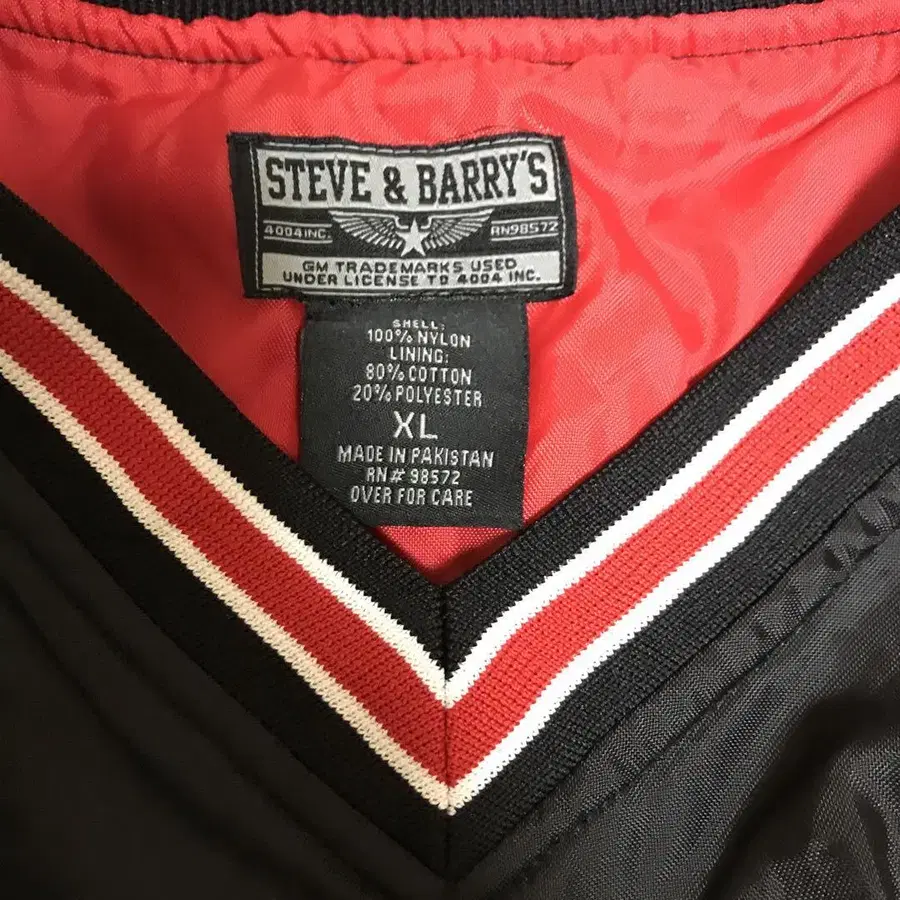 STEVE & BARRY'S
4004 INC. RN98572
GM TRADEMARKS USED
UNDER LICENSE TO 4004 INC.
SHELL:
100% NYLON
LINING:
80% COTTON
20% POLYESTER
XL
MADE IN PAKISTAN
RN# 98572
OVER FOR CARE